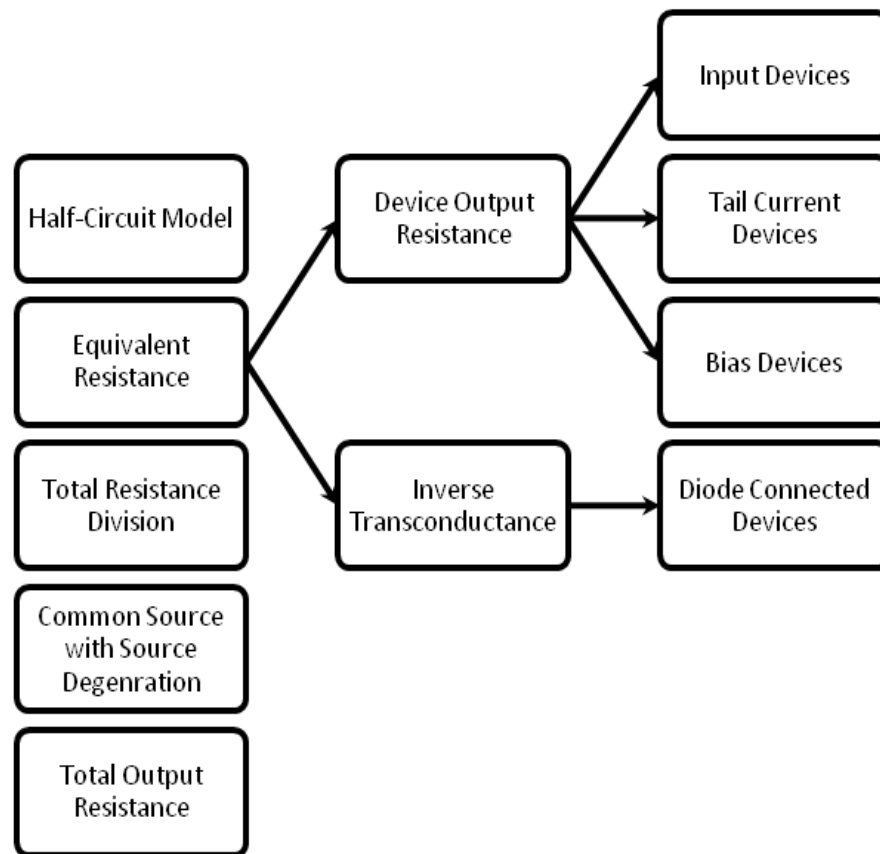 Half-Circuit Model
Equivalent
Resistance
Total Resistance
Division
Common Source
with Source
Degenration
Total Output
Resistance
Device Output
Resistance
Inverse
Transconductance
Input Devices
Tail Current
Devices
Bias Devices
Diode Connected
Devices